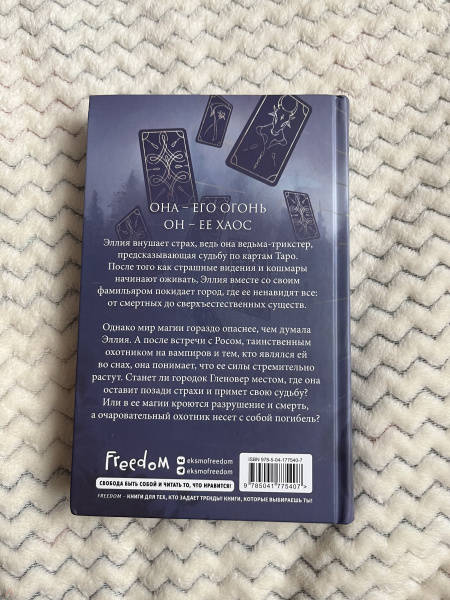 ОНА – ЕГО ОГОНЬ
ОН – ЕЕ ХАОС
Эллия внушает страх, ведь она ведьма-трикстер,
предсказывающая судьбу по картам Таро.
После того как страшные видения и кошмары
начинают оживать, Эллия вместе со своим
фамильяром покидает город, где ее ненавидят все:
от смертных до сверхъестественных существ.
Однако мир магии гораздо опаснее, чем думала
Эллия. А после встречи с Росом, таинственным
охотником на вампиров и тем, кто являлся ей
во снах, она понимает, что ее силы стремительно
растут. Станет ли городок Гленовер местом, где она
оставит позади страхи и примет свою судьбу?
Или в ее магии кроются разрушение и смерть,
а очаровательный охотник несет с собой погибель?
Freedom
eksmofreedom
eksmofreedom
СВОБОДА БЫТЬ СОБОЙ И ЧИТАТЬ ТО, ЧТО НРАВИТСЯ!
FREEDOM – КНИГИ ДЛЯ ТЕХ, КТО ЗАДАЕТ ТРЕНДЫ! КНИГИ, КОТОРЫЕ ВЫБИРАЕШЬ ТЫ!
ISBN 978-5-04-177540-7
9 785041 775407 >